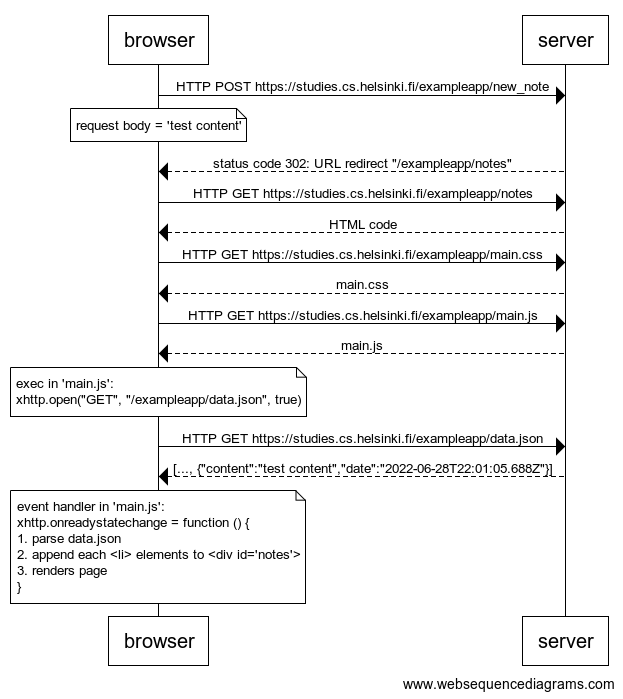 browser
server
HTTP POST https://studies.cs.helsinki.fi/exampleapp/new_note
request body = 'test content'
status code 302: URL redirect "/exampleapp/notes"
HTTP GET https://studies.cs.helsinki.fi/exampleapp/notes
HTML code
HTTP GET https://studies.cs.helsinki.fi/exampleapp/main.css
main.css
HTTP GET https://studies.cs.helsinki.fi/exampleapp/main.js
main.js
exec in 'main.js':
xhttp.open("GET", "/exampleapp/data.json", true)
HTTP GET https://studies.cs.helsinki.fi/exampleapp/data.json
[..., {"content":"test content","date":"2022-06-28T22:01:05.688Z"}]
event handler in 'main.js':
xhttp.onreadystatechange = function () {
1. parse data.json
2. append each <li> elements to <div id='notes'>
3. renders page
}
browser
server
www.websequencediagrams.com